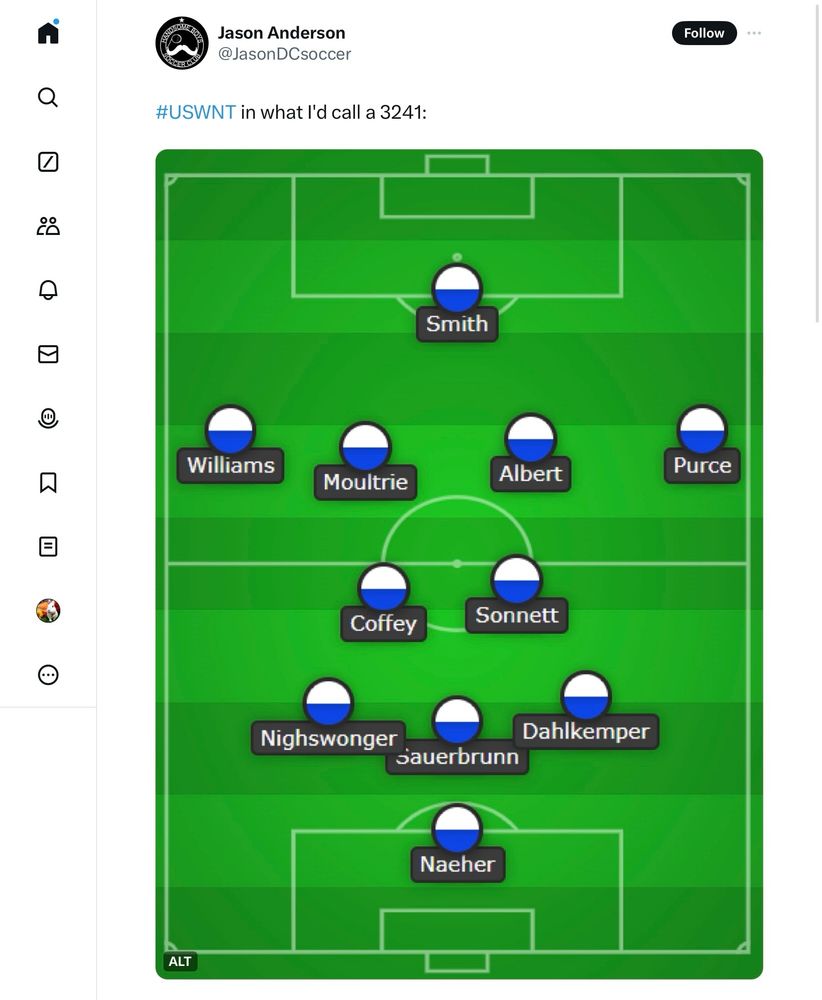 Jason Anderson
Follow
@JasonDCsoccer
#USWNT in what I'd call a 3241:
Smith
Williams
Moultrie
Albert
Purce
Coffey
Sonnett
Nighswonger
Sauerbrunn
Dahlkemper
Naeher
ALT